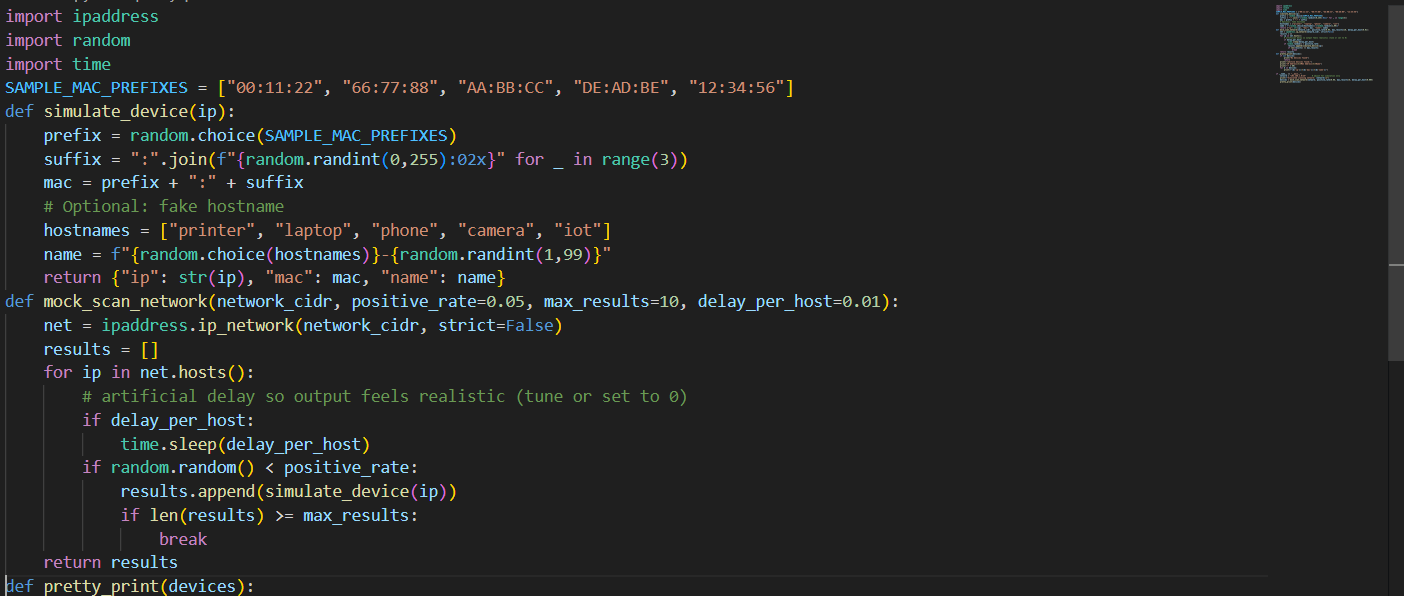 import ipaddress
import random
import time
SAMPLE_MAC_PREFIXES = ["00:11:22", "66:77:88", "AA:BB:CC", "DE:AD:BE", "12:34:56"]
def simulate_device(ip):
    prefix = random.choice(SAMPLE_MAC_PREFIXES)
    suffix = ":".join(f"{random.randint(0,255):02x}" for _ in range(3))
    mac = prefix + ":" + suffix
    # Optional: fake hostname
    hostnames = ["printer", "laptop", "phone", "camera", "iot"]
    name = f"{random.choice(hostnames)}-{random.randint(1,99)}"
    return {"ip": str(ip), "mac": mac, "name": name}
def mock_scan_network(network_cidr, positive_rate=0.05, max_results=10, delay_per_host=0.01):
    net = ipaddress.ip_network(network_cidr, strict=False)
    results = []
    for ip in net.hosts():
        # artificial delay so output feels realistic (tune or set to 0)
        if delay_per_host:
            time.sleep(delay_per_host)
        if random.random() < positive_rate:
            results.append(simulate_device(ip))
            if len(results) >= max_results:
                break
    return results
def pretty_print(devices):